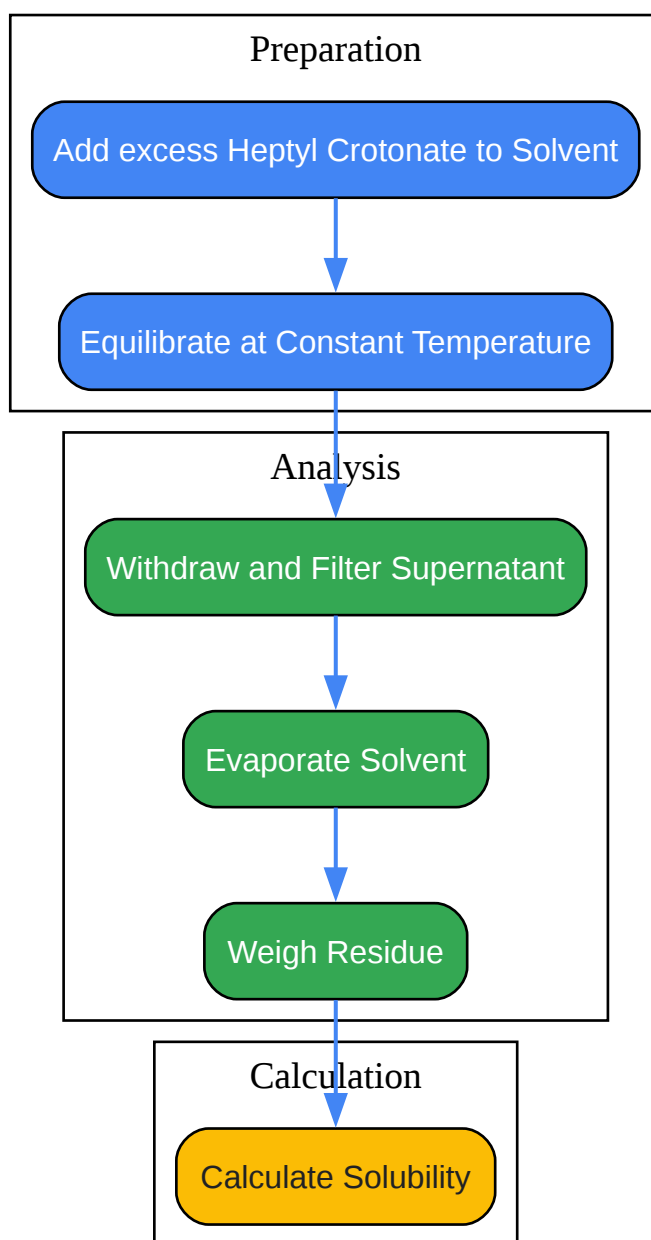 Preparation
Add excess Heptyl Crotonate to Solvent
Equilibrate at Constant Temperature
Analysis
Withdraw and Filter Supernatant
Evaporate Solvent
Weigh Residue
Calculation
Calculate Solubility